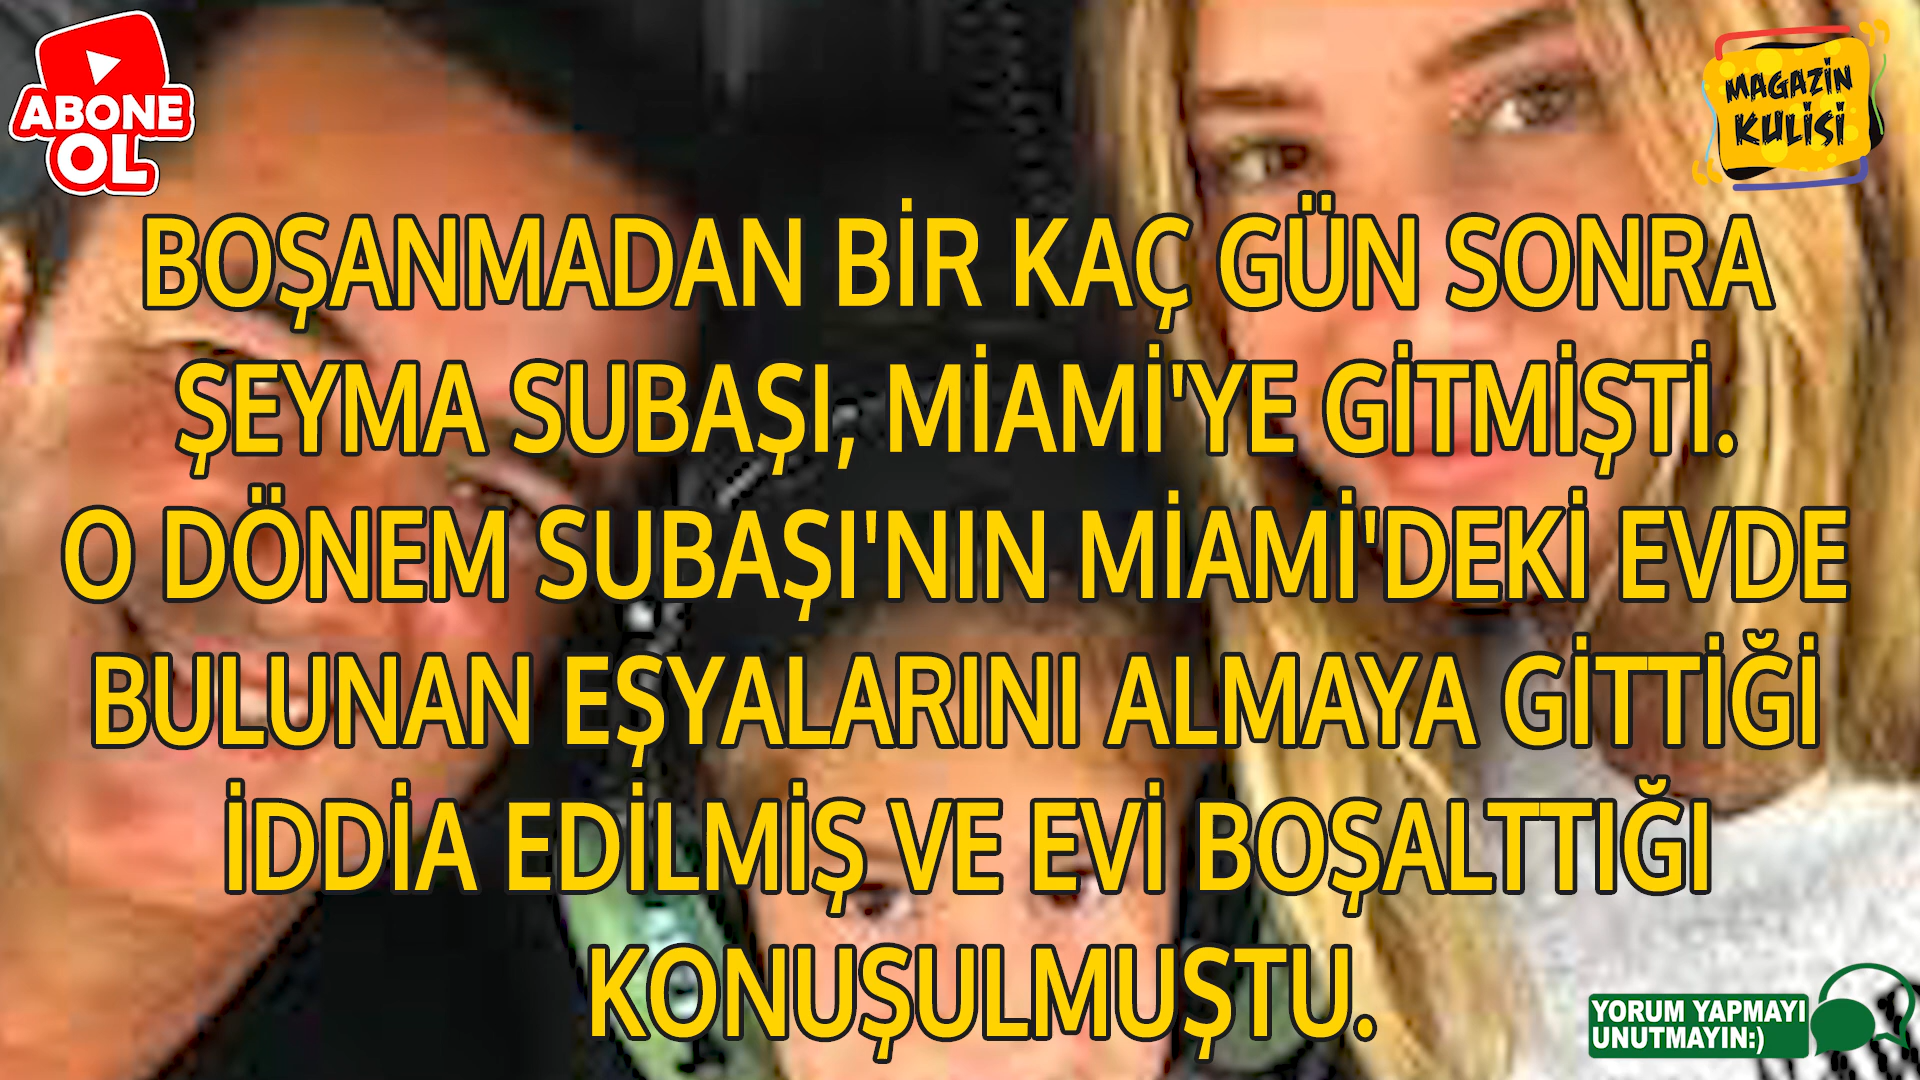 ABONE
OL
MAGAZİN
KULİSİ
BOŞANMADAN BİR KAÇ GÜN SONRA
ŞEYMA SUBAŞI, MİAMİ'YE GİTMİŞTİ.
O DÖNEM SUBAŞI'NIN MİAMİ'DEKİ EVDE
BULUNAN EŞYALARINI ALMAYA GİTTİĞİ
İDDİA EDİLMİŞ VE EVİ BOŞALTTIĞI
KONUŞULMUŞTU.
YORUM YAPMAYI
UNUTMAYIN:)